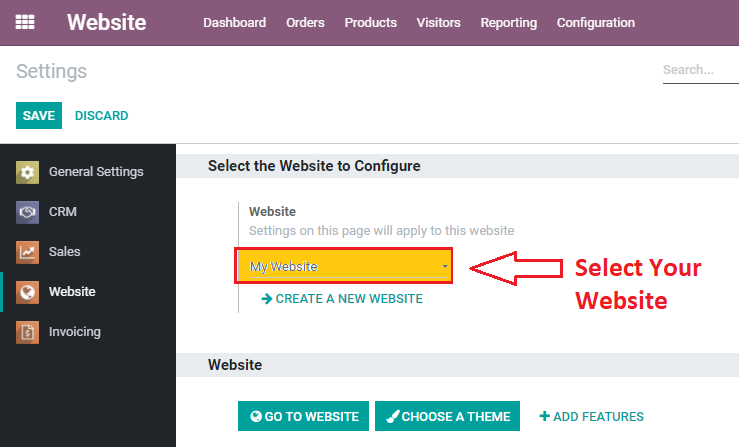 Website Dashboard Orders Products Visitors Reporting Configuration
Settings
Search...
SAVE DISCARD
General Settings
CRM
Sales
Website
Invoicing
Select the Website to Configure
Website
Settings on this page will apply to this website
My Website
CREATE A NEW WEBSITE
Select Your
Website
Website
GO TO WEBSITE CHOOSE A THEME ADD FEATURES